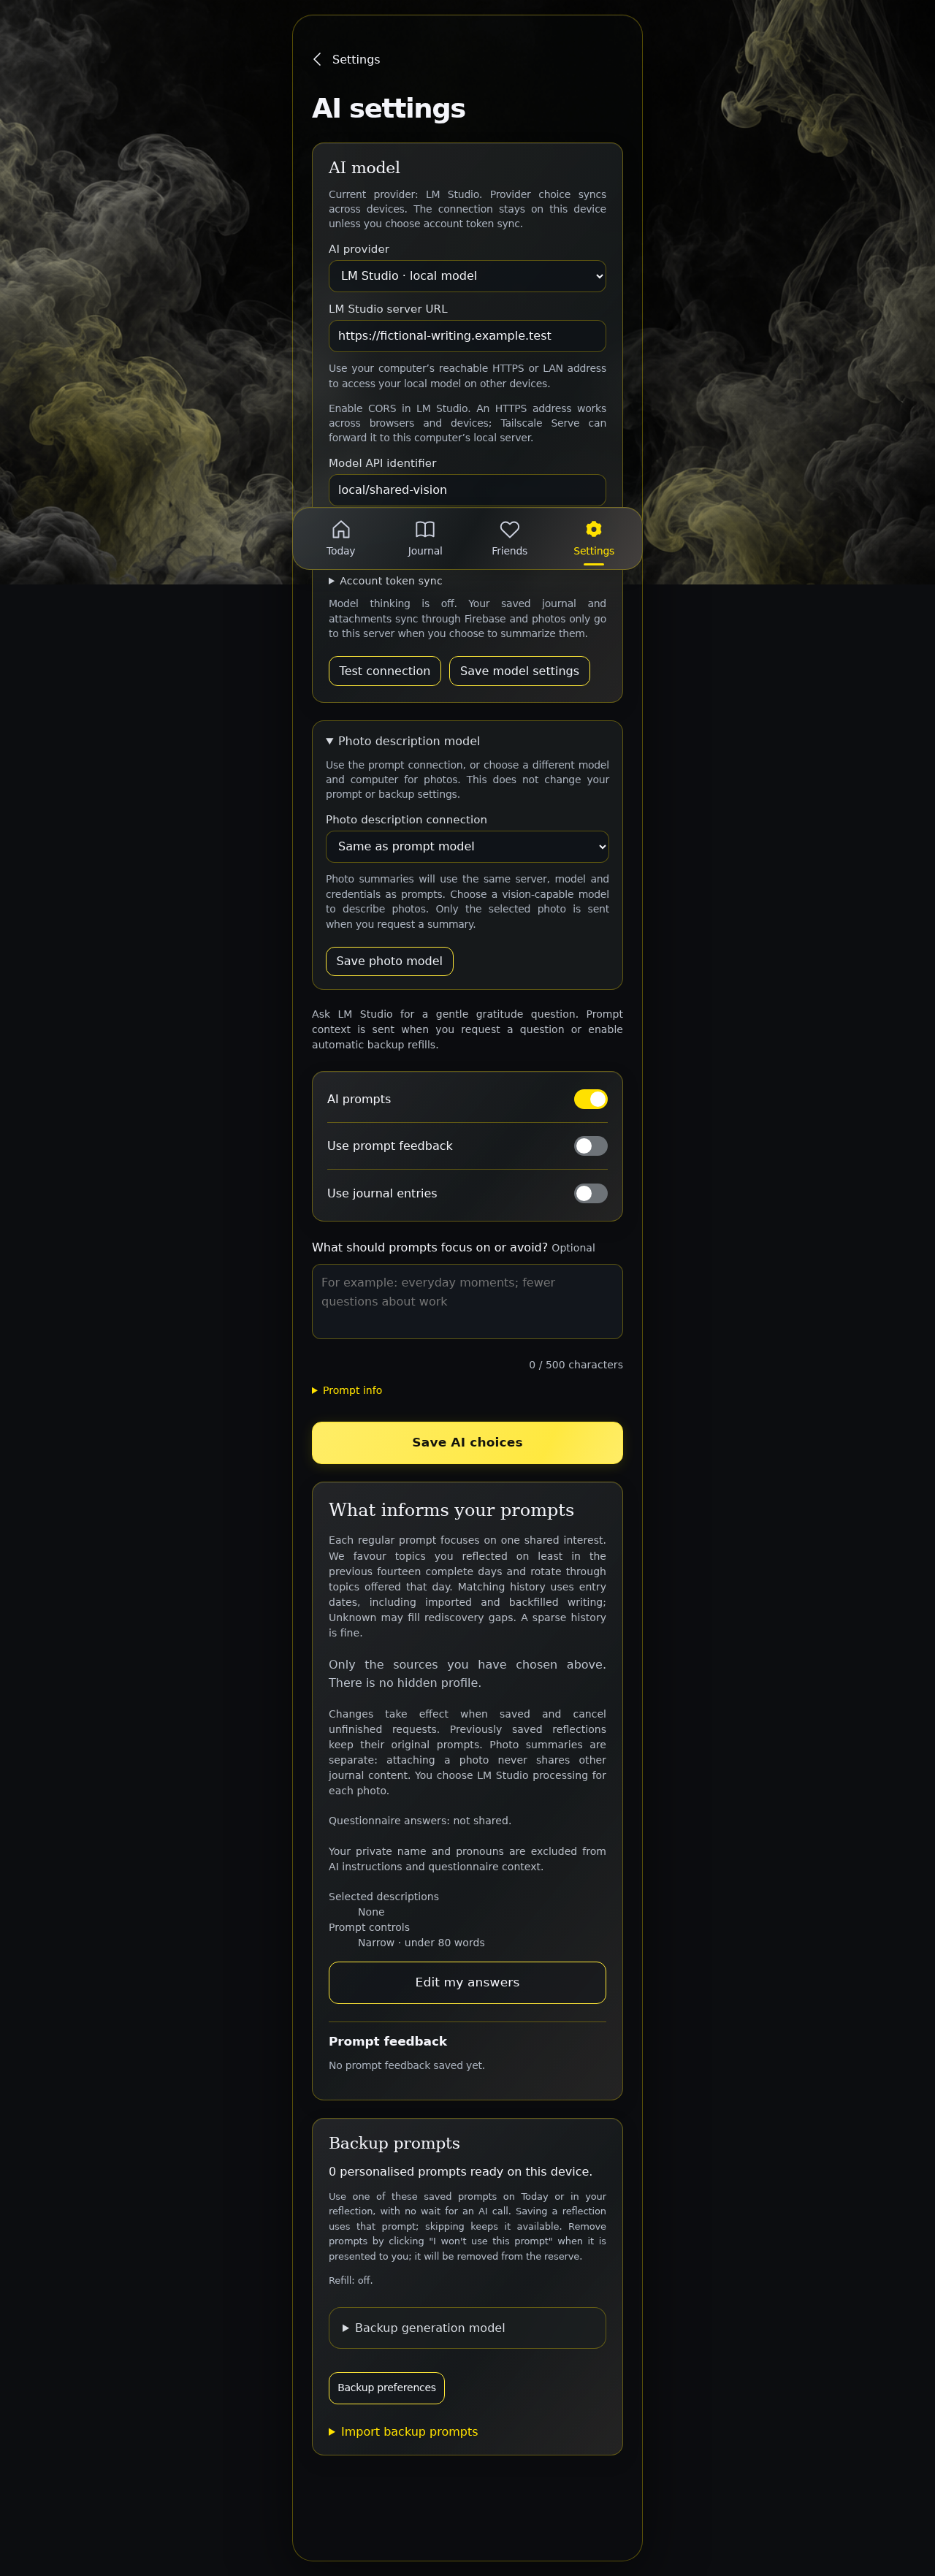 Settings
AI settings
AI model
Current provider: LM Studio. Provider choice syncs
across devices. The connection stays on this device
unless you choose account token sync.
AI provider
LM Studio · local model
LM Studio server URL
https://fictional-writing.example.test
Use your computer’s reachable HTTPS or LAN address
to access your local model on other devices.
Enable CORS in LM Studio. An HTTPS address works
across browsers and devices; Tailscale Serve can
forward it to this computer’s local server.
Model API identifier
local/shared-vision
Today
Journal
Friends
Settings
Account token sync
Model thinking is off. Your saved journal and
attachments sync through Firebase and photos only go
to this server when you choose to summarize them.
Test connection
Save model settings
Photo description model
Use the prompt connection, or choose a different model
and computer for photos. This does not change your
prompt or backup settings.
Photo description connection
Same as prompt model
Photo summaries will use the same server, model and
credentials as prompts. Choose a vision-capable model
to describe photos. Only the selected photo is sent
when you request a summary.
Save photo model
Ask LM Studio for a gentle gratitude question. Prompt
context is sent when you request a question or enable
automatic backup refills.
AI prompts
Use prompt feedback
Use journal entries
What should prompts focus on or avoid? Optional
For example: everyday moments; fewer
questions about work
0 / 500 characters
Prompt info
Save AI choices
What informs your prompts
Each regular prompt focuses on one shared interest.
We favour topics you reflected on least in the
previous fourteen complete days and rotate through
topics offered that day. Matching history uses entry
dates, including imported and backfilled writing;
Unknown may fill rediscovery gaps. A sparse history
is fine.
Only the sources you have chosen above.
There is no hidden profile.
Changes take effect when saved and cancel
unfinished requests. Previously saved reflections
keep their original prompts. Photo summaries are
separate: attaching a photo never shares other
journal content. You choose LM Studio processing for
each photo.
Questionnaire answers: not shared.
Your private name and pronouns are excluded from
AI instructions and questionnaire context.
Selected descriptions
None
Prompt controls
Narrow · under 80 words
Edit my answers
Prompt feedback
No prompt feedback saved yet.
Backup prompts
0 personalised prompts ready on this device.
Use one of these saved prompts on Today or in your
reflection, with no wait for an AI call. Saving a reflection
uses that prompt; skipping keeps it available. Remove
prompts by clicking "I won't use this prompt" when it is
presented to you; it will be removed from the reserve.
Refill: off.
Backup generation model
Backup preferences
Import backup prompts